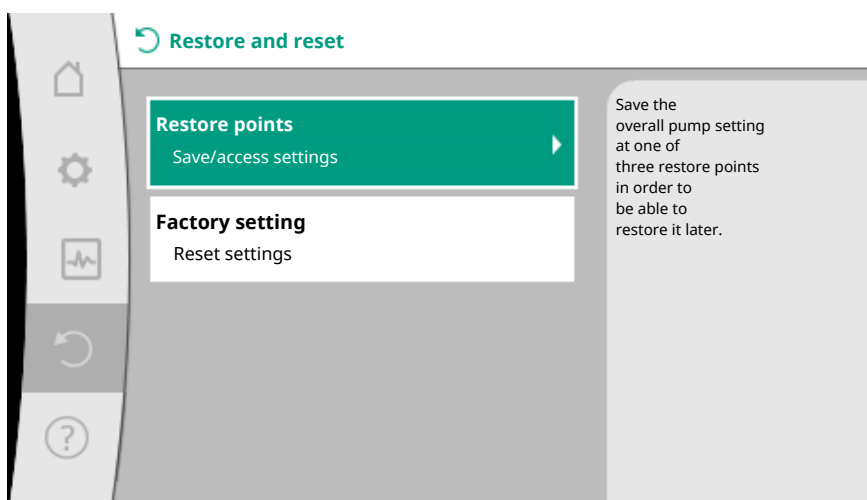 Restore and reset
Restore points
Save/access settings
Factory setting
Reset settings
Save the
overall pump setting
at one of
three restore points
in order to
be able to
restore it later.
?